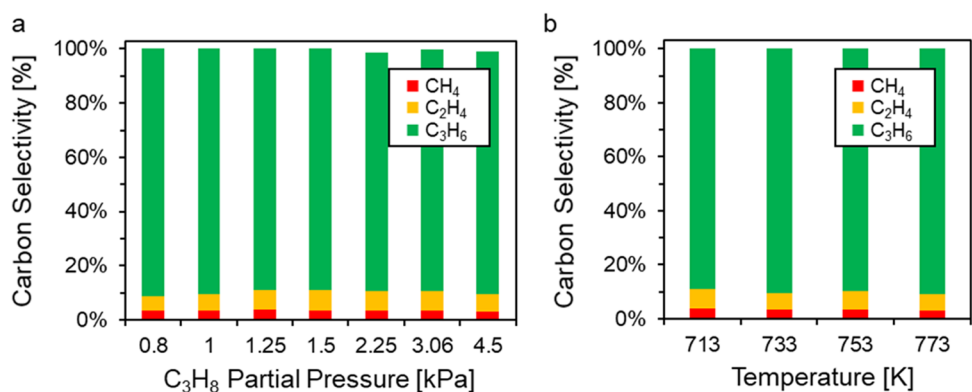 a
Carbon Selectivity [%]
100%
80%
60%
40%
20%
0%
CH₄
C₂H₄
C₃H₆
0.8 1 1.25 1.5 2.25 3.06 4.5
C₃H₈ Partial Pressure [kPa]
b
Carbon Selectivity [%]
100%
80%
60%
40%
20%
0%
CH₄
C₂H₄
C₃H₆
713 733 753 773
Temperature [K]